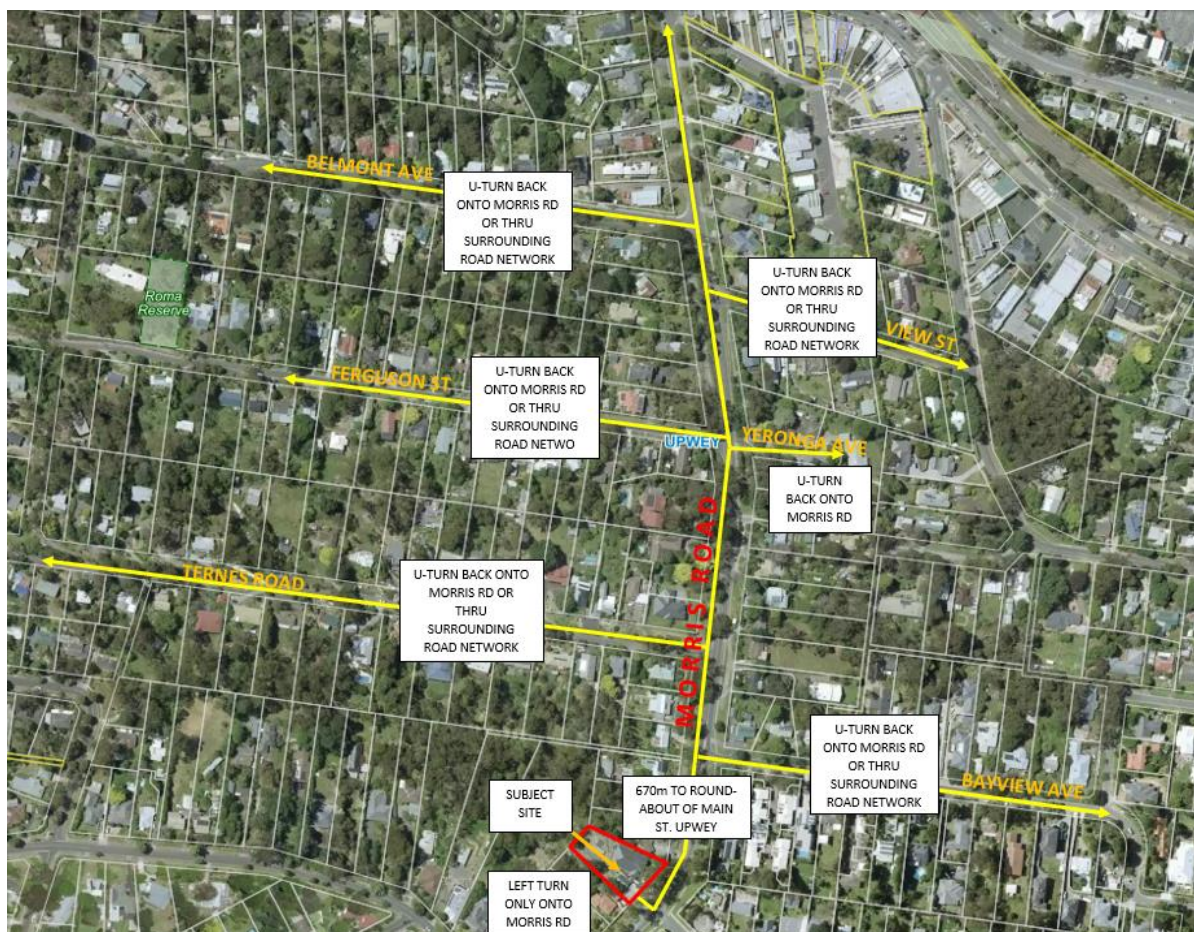 BELMONT AVE
U-TURN BACK
ONTO MORRIS RD
OR THRU
SURROUNDING
ROAD NETWORK
U-TURN BACK
ONTO MORRIS RD
OR THRU
SURROUNDING
ROAD NETWORK
VIEW ST
Roma
Reserve
FERGUSON ST
U-TURN BACK
ONTO MORRIS RD
OR THRU
SURROUNDING
ROAD NETWO
UPWEY
YERONGA AVE
U-TURN
BACK ONTO
MORRIS RD
MORRIS ROAD
TERNES ROAD
U-TURN BACK ONTO
MORRIS RD OR
THRU
SURROUNDING
ROAD NETWORK
U-TURN BACK
ONTO MORRIS RD
OR THRU
SURROUNDING
ROAD NETWORK
BAYVIEW AVE
SUBJECT
SITE
670m TO ROUND-
ABOUT OF MAIN
ST. UPWEY
LEFT TURN
ONLY ONTO
MORRIS RD